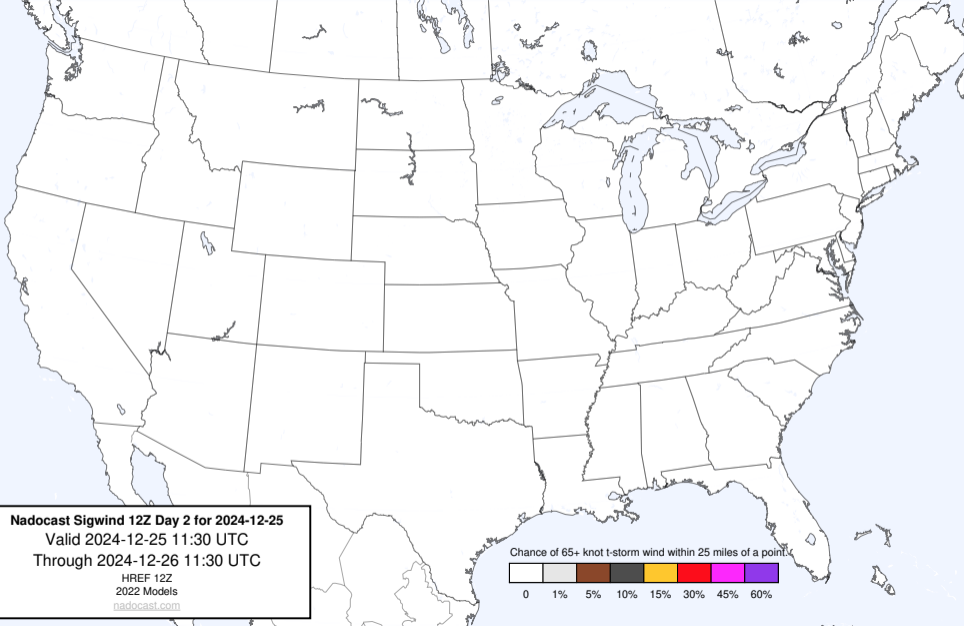 Nadocast Sigwind 12Z Day 2 for 2024-12-25
Valid 2024-12-25 11:30 UTC
Through 2024-12-26 11:30 UTC
HREF 12Z
2022 Models
nadocast.com
Chance of 65+ knot t-storm wind within 25 miles of a point.
0 1% 5% 10% 15% 30% 45% 60%